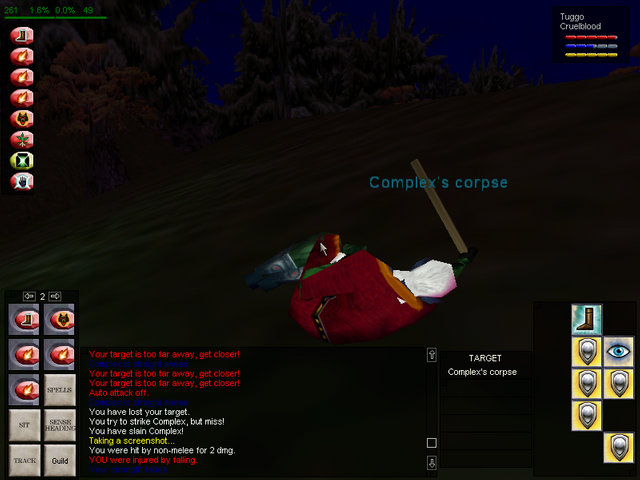 261 1.6% 0.0% 49
Tuggo
Cruelblood
Complex's corpse
2
SPELLS
SIT
SENSE
HEADING
TRACK
Guild
Your target is too far away, get closer!
Your target is too far away, get closer!
Your target is too far away, get closer!
Auto attack off.
You have lost your target.
You try to strike Complex, but miss!
You have slain Complex!
Taking a screenshot...
You were hit by non-melee for 2 dmg.
YOU were injured by falling.
TARGET
Complex's corpse